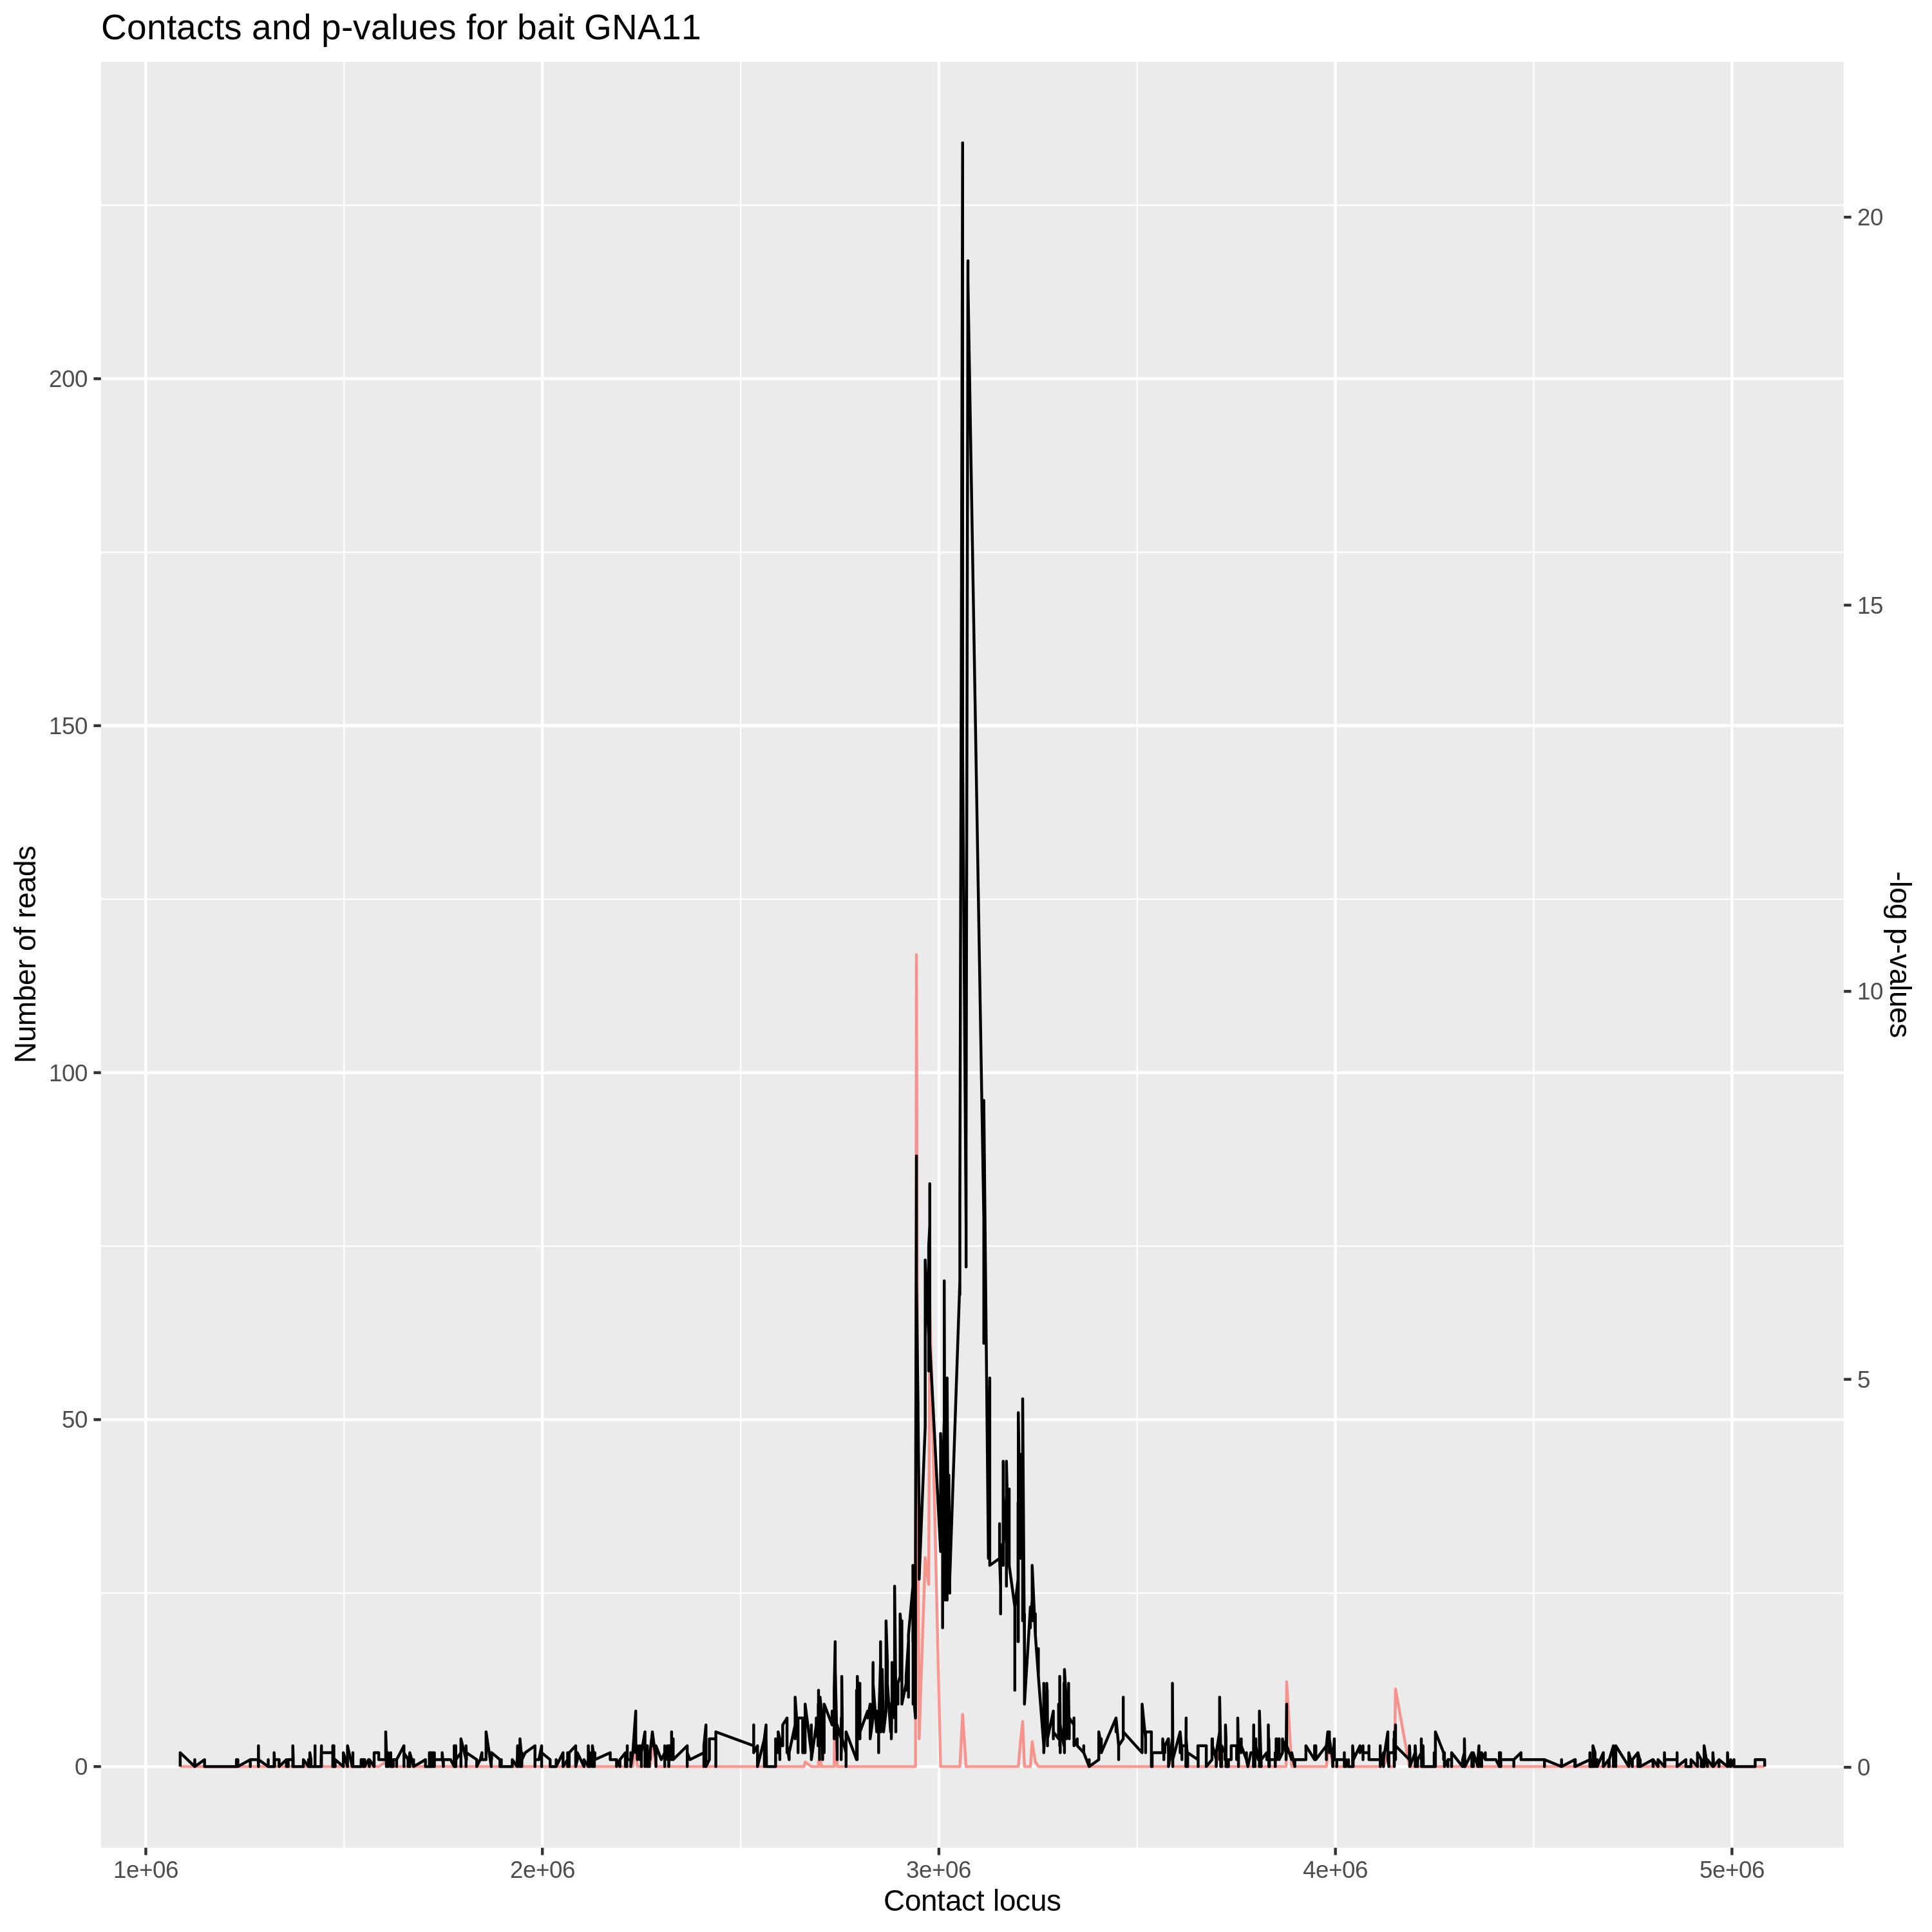 Contacts and p-values for bait GNA11
Number of reads
200
150
100
50
0
20
15
10
5
0
-log p-values
1e+06
2e+06
3e+06
4e+06
5e+06
Contact locus